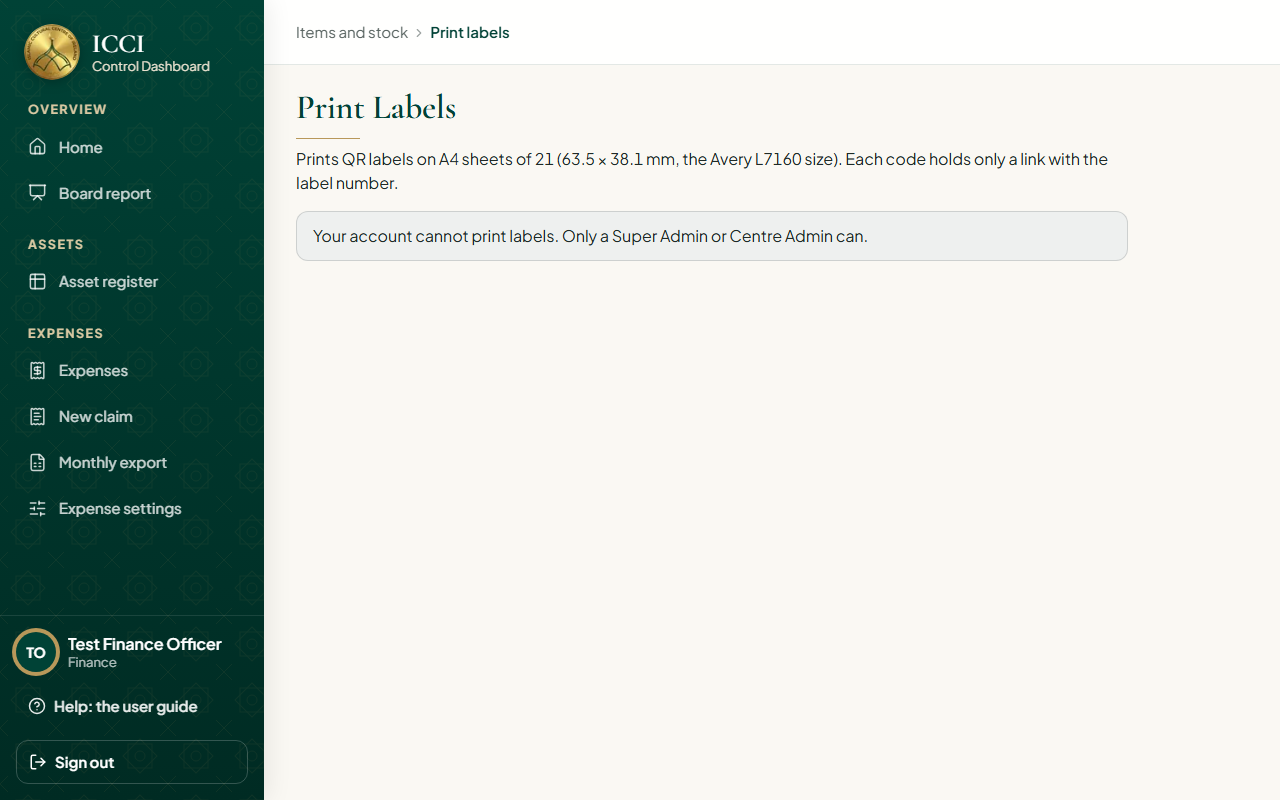 ICCI
Control Dashboard
OVERVIEW
Home
Board report
ASSETS
Asset register
EXPENSES
Expenses
New claim
Monthly export
Expense settings
TO
Test Finance Officer
Finance
Help: the user guide
Sign out
Items and stock › Print labels
Print Labels
Prints QR labels on A4 sheets of 21 (63.5 × 38.1 mm, the Avery L7160 size). Each code holds only a link with the
label number.
Your account cannot print labels. Only a Super Admin or Centre Admin can.